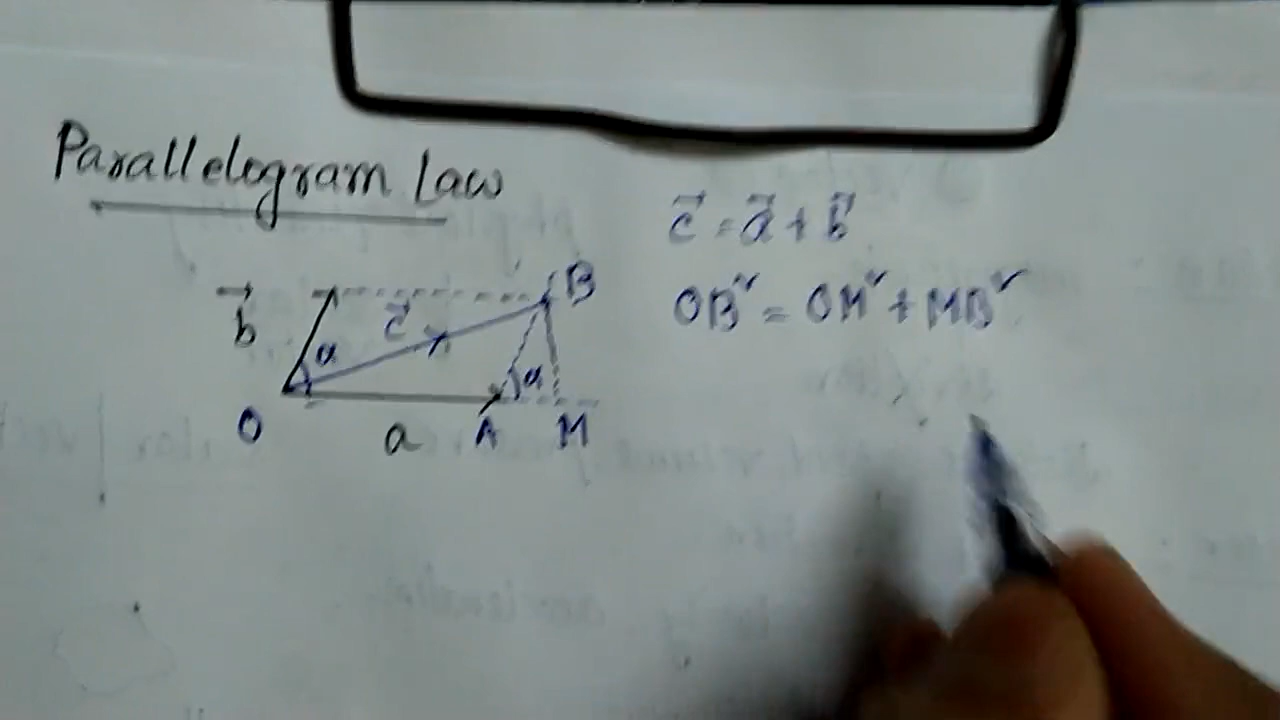 Parallelogram Law
c⃗ = a⃗ + b⃗
OB² = OM² + MB²
b⃗
α
c⃗
B
α
O
a
A
M